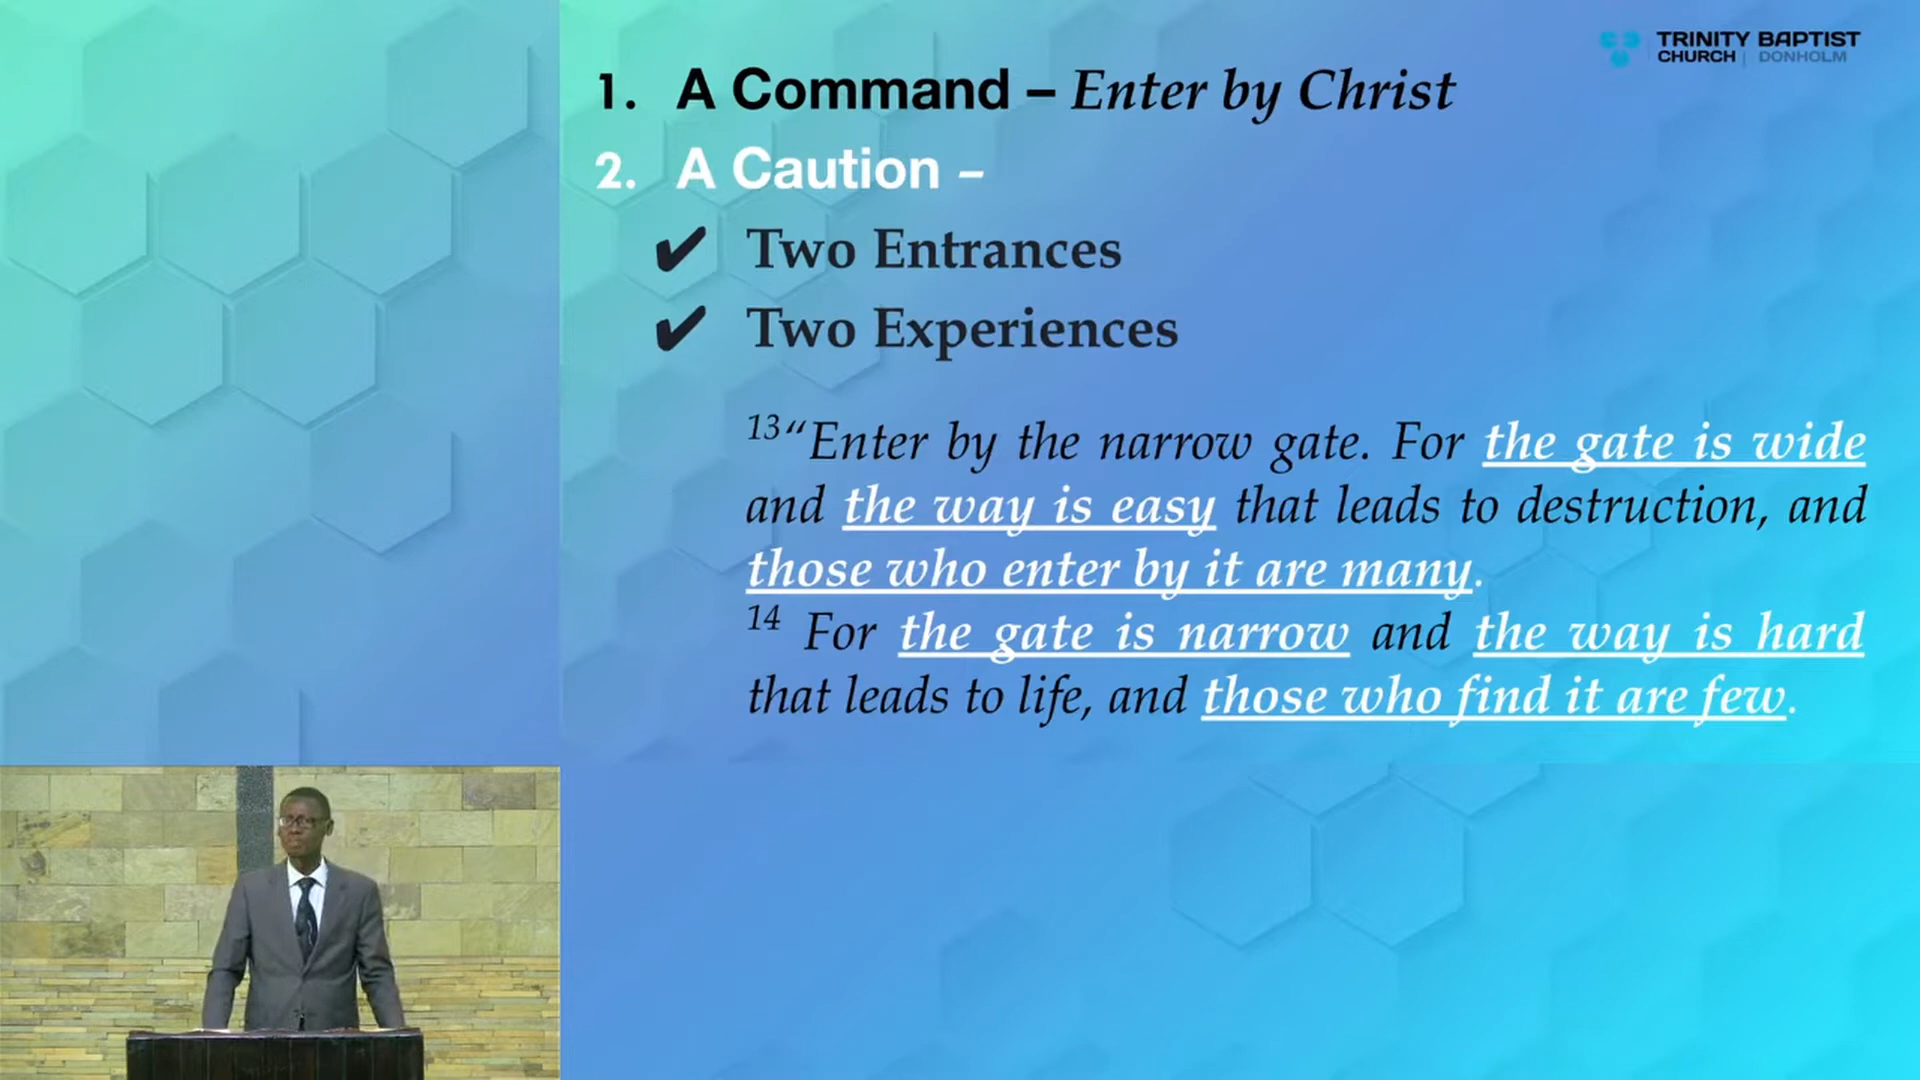 TRINITY BAPTIST
CHURCH | DONHOLM
1. A Command – Enter by Christ
2. A Caution –
✔ Two Entrances
✔ Two Experiences
13“Enter by the narrow gate. For the gate is wide
and the way is easy that leads to destruction, and
those who enter by it are many.
14 For the gate is narrow and the way is hard
that leads to life, and those who find it are few.